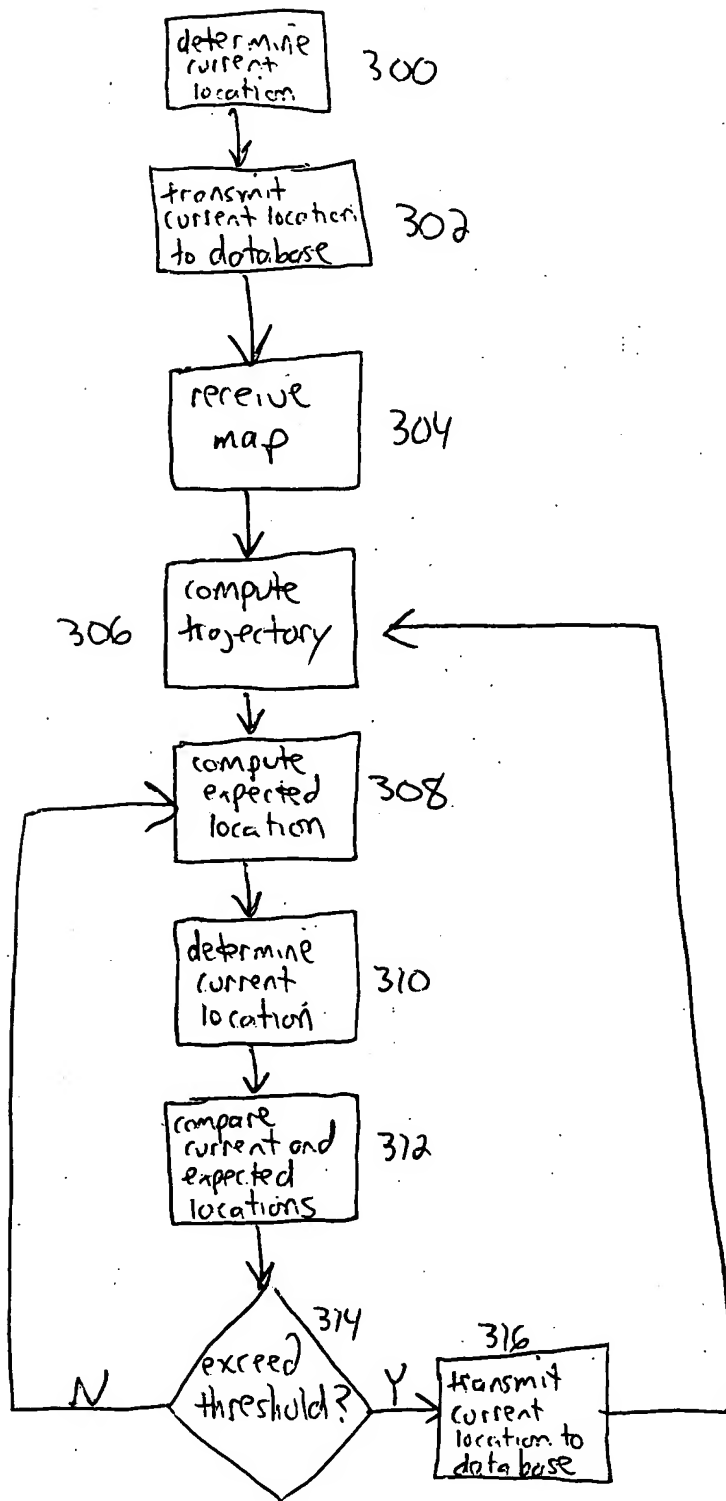 determine
current
location
300
transmit
current location
to database
302
receive
map
304
compute
trajectory
306
compute
expected
location
308
determine
current
location
310
compare
current and
expected
locations
312
314
exceed
threshold?
N
Y
316
transmit
current
location to
database